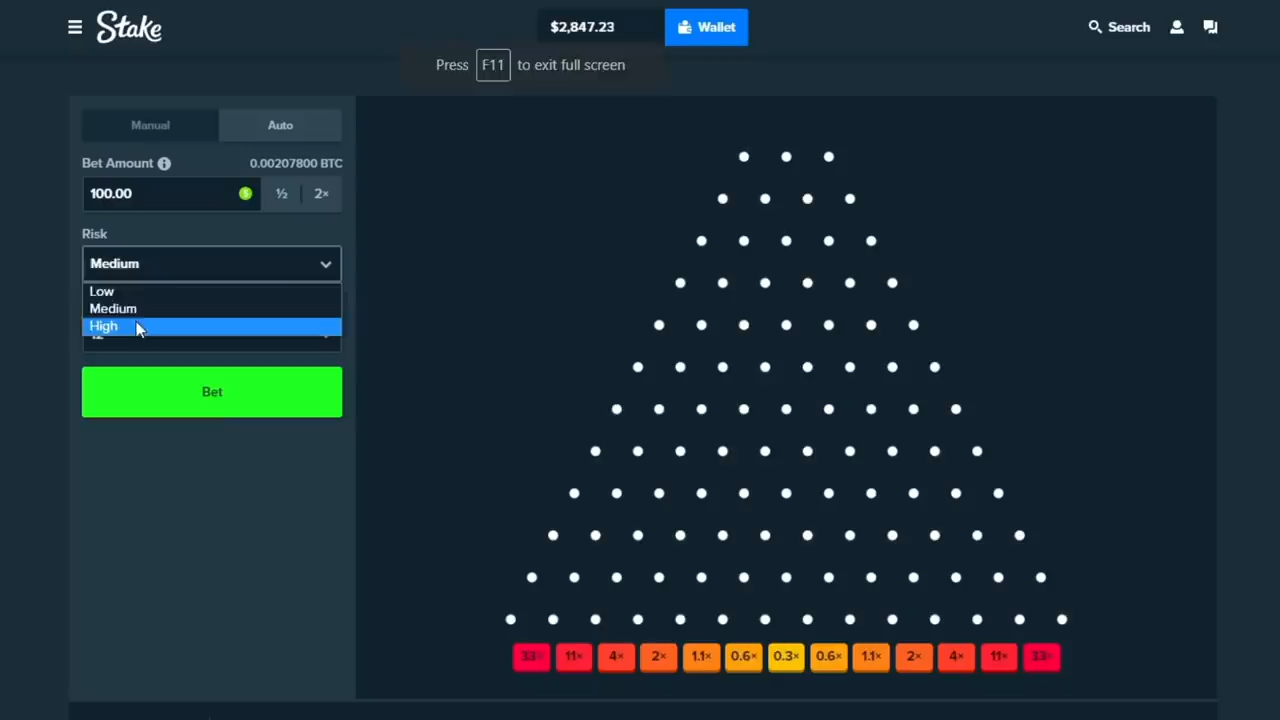 Stake
$2,847.23
Wallet
Search
Press F11 to exit full screen
Manual
Auto
Bet Amount
0.00207800 BTC
100.00
½
2×
Risk
Medium
Low
Medium
High
Bet
33×
11×
4×
2×
1.1×
0.6×
0.3×
0.6×
1.1×
2×
4×
11×
33×